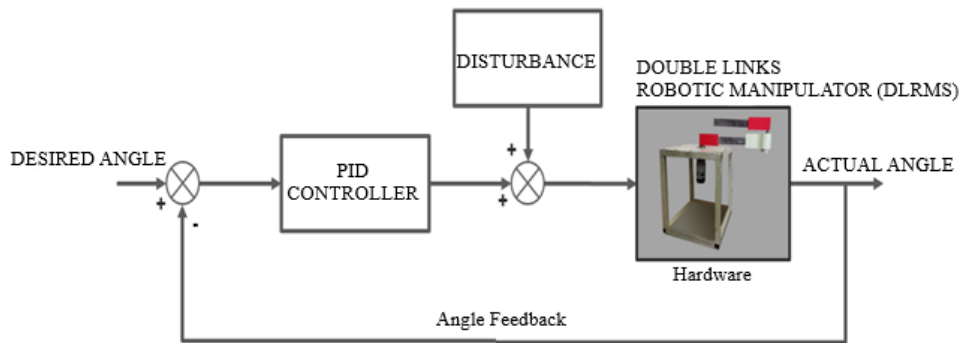 DISTURBANCE
DOUBLE LINKS
ROBOTIC MANIPULATOR (DLRMS)
DESIRED ANGLE
PID
CONTROLLER
ACTUAL ANGLE
+
+
+
-
Hardware
Angle Feedback